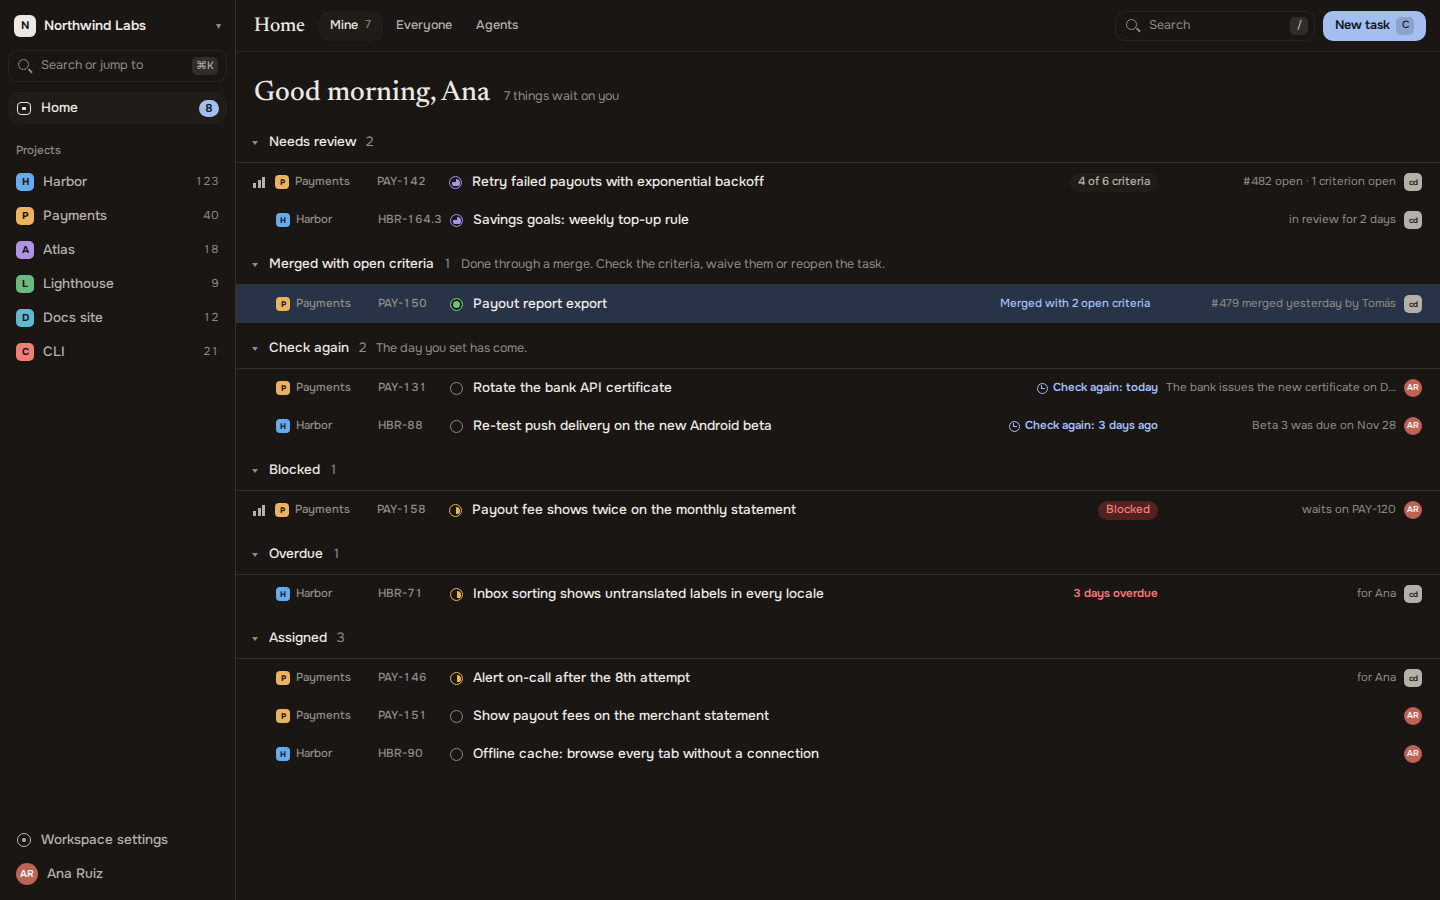 N Northwind Labs
Search or jump to ⌘K
Home 8
Projects
H Harbor 123
P Payments 40
A Atlas 18
L Lighthouse 9
D Docs site 12
C CLI 21
Workspace settings
AR Ana Ruiz
Home Mine 7 Everyone Agents Search / New task C
Good morning, Ana 7 things wait on you
Needs review 2
P Payments PAY-142 Retry failed payouts with exponential backoff 4 of 6 criteria #482 open · 1 criterion open cd
H Harbor HBR-164.3 Savings goals: weekly top-up rule in review for 2 days cd
Merged with open criteria 1 Done through a merge. Check the criteria, waive them or reopen the task.
P Payments PAY-150 Payout report export Merged with 2 open criteria #479 merged yesterday by Tomás cd
Check again 2 The day you set has come.
P Payments PAY-131 Rotate the bank API certificate Check again: today The bank issues the new certificate on D... AR
H Harbor HBR-88 Re-test push delivery on the new Android beta Check again: 3 days ago Beta 3 was due on Nov 28 AR
Blocked 1
P Payments PAY-158 Payout fee shows twice on the monthly statement Blocked waits on PAY-120 AR
Overdue 1
H Harbor HBR-71 Inbox sorting shows untranslated labels in every locale 3 days overdue for Ana cd
Assigned 3
P Payments PAY-146 Alert on-call after the 8th attempt for Ana cd
P Payments PAY-151 Show payout fees on the merchant statement AR
H Harbor HBR-90 Offline cache: browse every tab without a connection AR